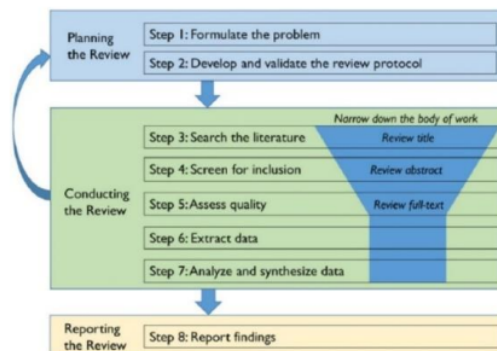 Planning
the Review
Step 1: Formulate the problem
Step 2: Develop and validate the review protocol
Narrow down the body of work
Conducting
the Review
Step 3: Search the literature
Review title
Step 4: Screen for inclusion
Review abstract
Step 5: Assess quality
Review full-text
Step 6: Extract data
Step 7: Analyze and synthesize data
Reporting
the Review
Step 8: Report findings